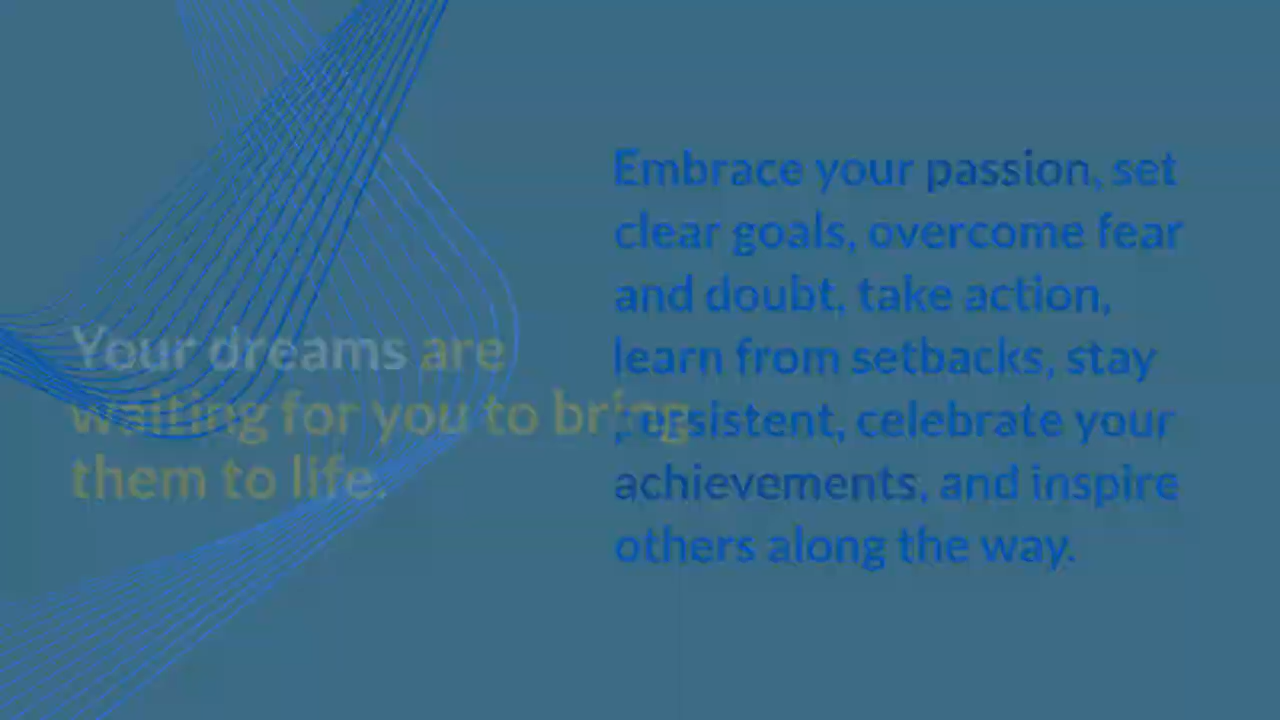 Embrace your passion, set
clear goals, overcome fear
and doubt, take action,
learn from setbacks, stay
persistent, celebrate your
achievements, and inspire
others along the way.
Your dreams are
waiting for you to bring
them to life.